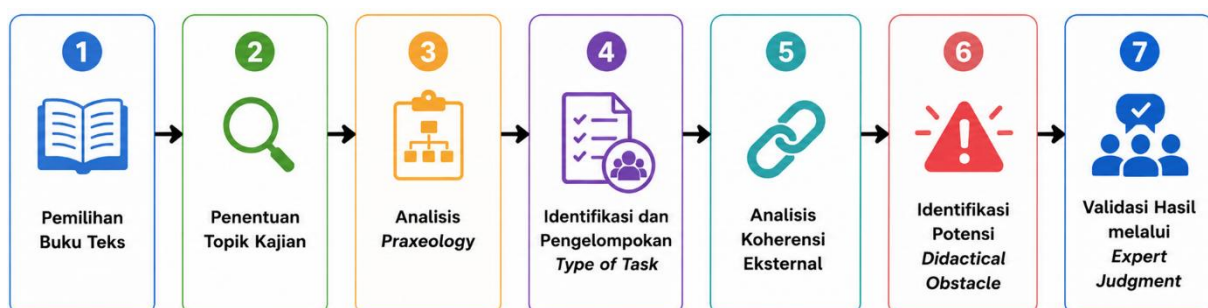 1
Pemilihan
Buku Teks
2
Penentuan
Topik Kajian
3
Analisis
Praxeology
4
Identifikasi dan
Pengelompokan
Type of Task
5
Analisis
Koherensi
Eksternal
6
Identifikasi
Potensi
Didactical
Obstacle
7
Validasi Hasil
melalui
Expert
Judgment